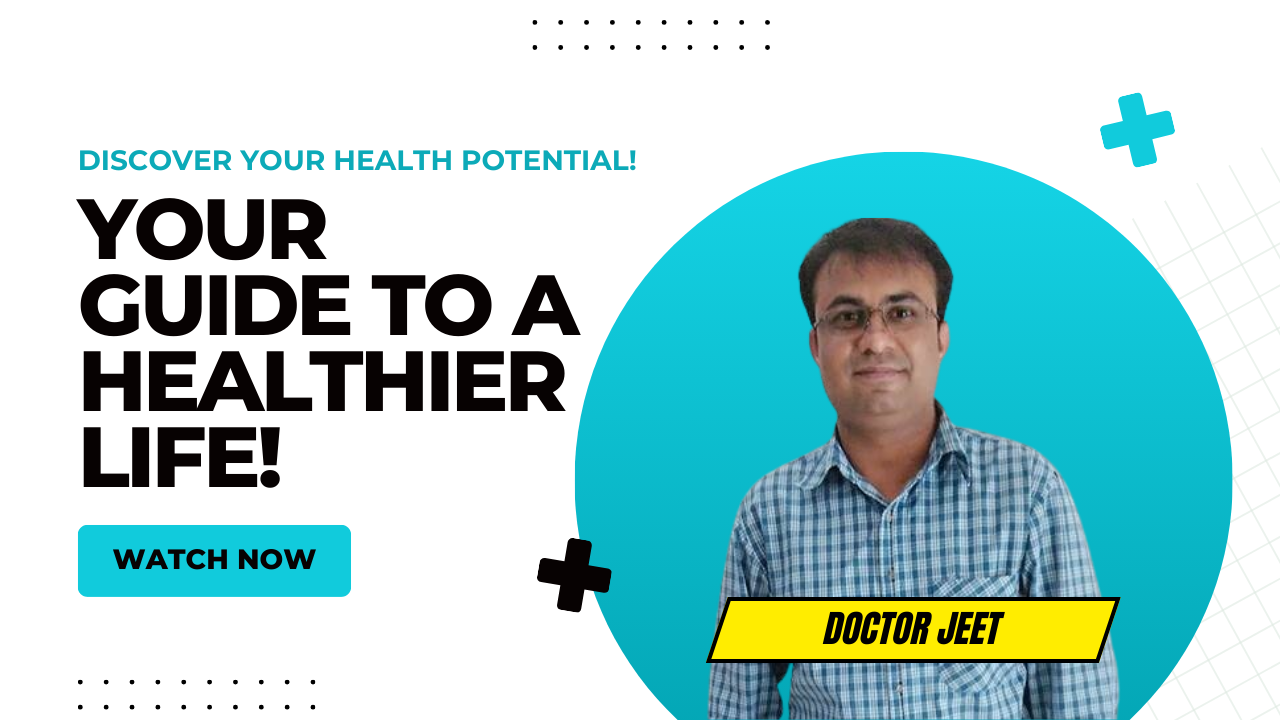 DISCOVER YOUR HEALTH POTENTIAL!
YOUR
GUIDE TO A
HEALTHIER
LIFE!
WATCH NOW
DOCTOR JEET